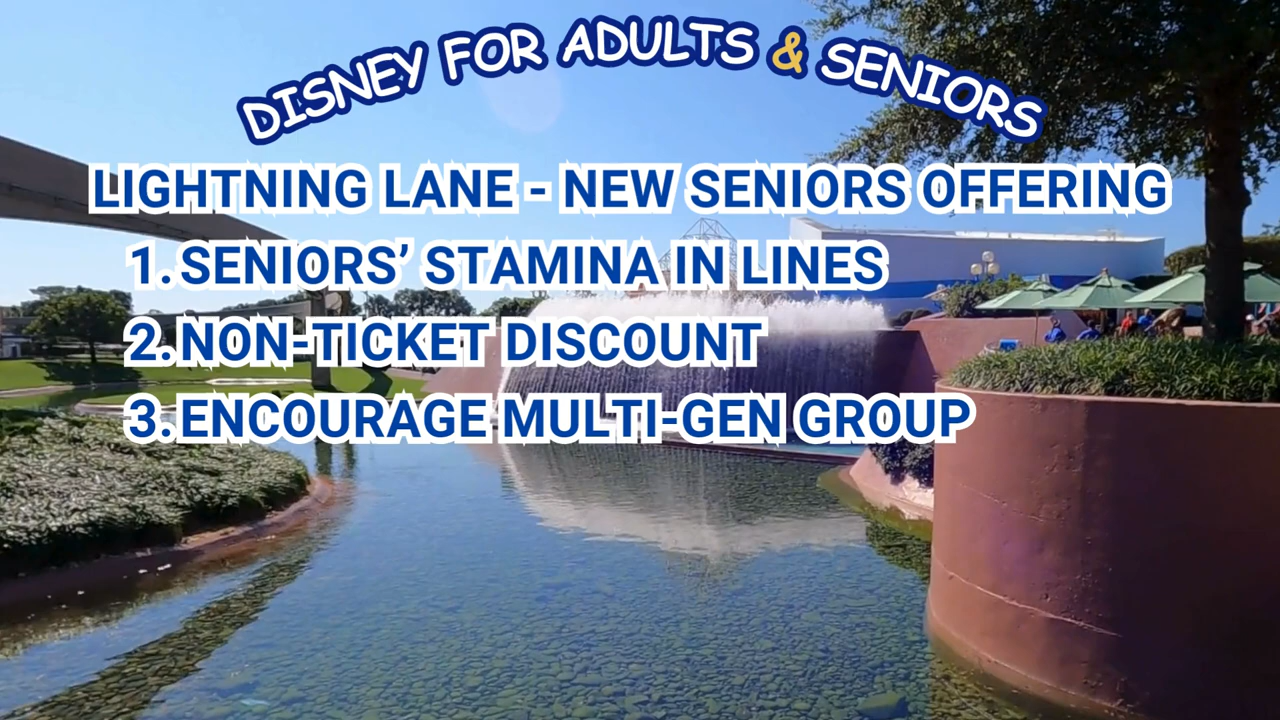 DISNEY FOR ADULTS & SENIORS
LIGHTNING LANE - NEW SENIORS OFFERING
1. SENIORS' STAMINA IN LINES
2. NON-TICKET DISCOUNT
3. ENCOURAGE MULTI-GEN GROUP